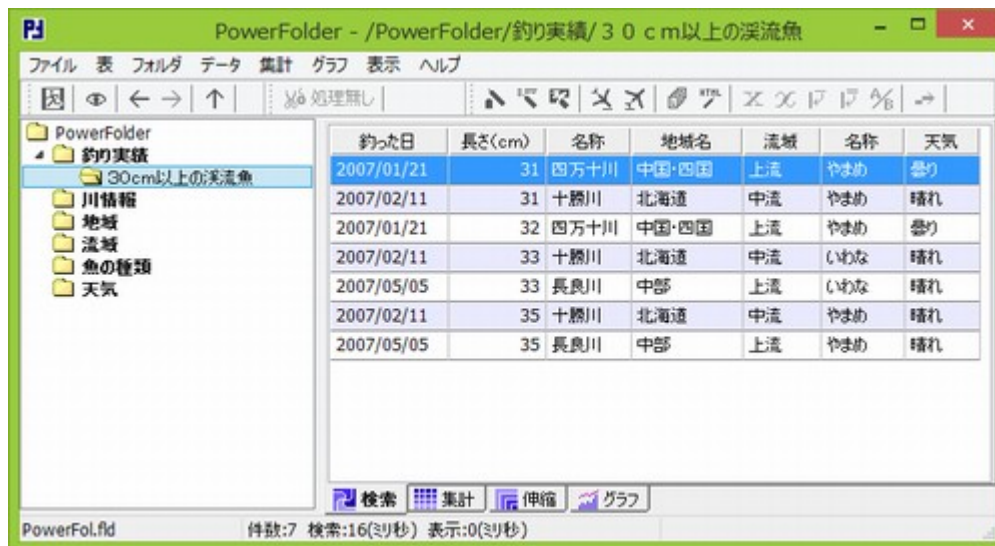 PowerFolder - /PowerFolder/釣り実績/３０ｃｍ以上の渓流魚
ファイル 表 フォルダ データ 集計 グラフ 表示 ヘルプ
処理無し
PowerFolder
釣り実績
30cm以上の渓流魚
川情報
地域
流域
魚の種類
天気
釣った日 長さ(cm) 名称 地域名 流域 名称 天気
2007/01/21 31 四万十川 中国・四国 上流 やまめ 曇り
2007/02/11 31 十勝川 北海道 中流 やまめ 晴れ
2007/01/21 32 四万十川 中国・四国 上流 やまめ 曇り
2007/02/11 33 十勝川 北海道 中流 いわな 晴れ
2007/05/05 33 長良川 中部 上流 いわな 晴れ
2007/02/11 35 十勝川 北海道 中流 やまめ 晴れ
2007/05/05 35 長良川 中部 上流 やまめ 晴れ
検索 集計 伸縮 グラフ
PowerFol.fld 件数:7 検索:16(ミリ秒) 表示:0(ミリ秒)